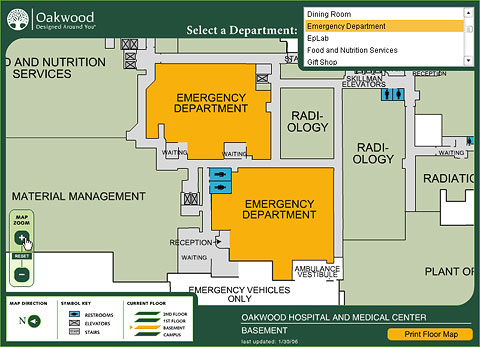 Oakwood
Designed Around You®
Select a Department:
Dining Room
Emergency Department
EpLab
Food and Nutrition Services
Gift Shop
D AND NUTRITION
SERVICES
EMERGENCY
DEPARTMENT
WAITING
WAITING
RADI-
OLOGY
STA
SKILLMAN
ELEVATORS
RECEPTION
RADI-
OLOGY
WAITING
RADIATIO
MATERIAL MANAGEMENT
EMERGENCY
DEPARTMENT
RECEPTION
WAITING
AMBULANCE
VESTIBULE
PLANT OP
EMERGENCY VEHICLES
ONLY
MAP
ZOOM
+
RESET
−
MAP DIRECTION
N
SYMBOL KEY
RESTROOMS
ELEVATORS
STAIRS
CURRENT FLOOR
2ND FLOOR
1ST FLOOR
BASEMENT
CAMPUS
OAKWOOD HOSPITAL AND MEDICAL CENTER
BASEMENT
last updated: 1/30/06
Print Floor Map